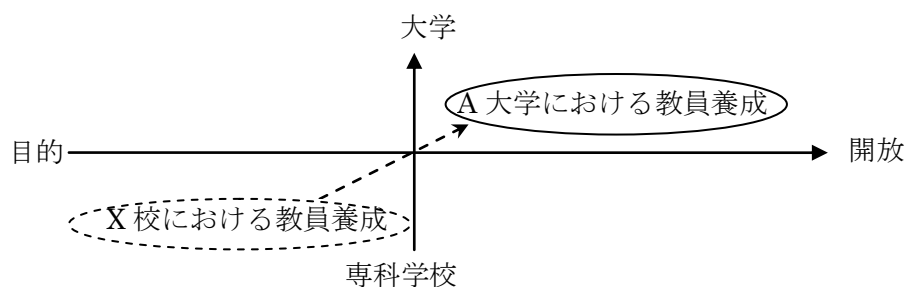 大学
A 大学における教員養成
目的
開放
X 校における教員養成
専科学校